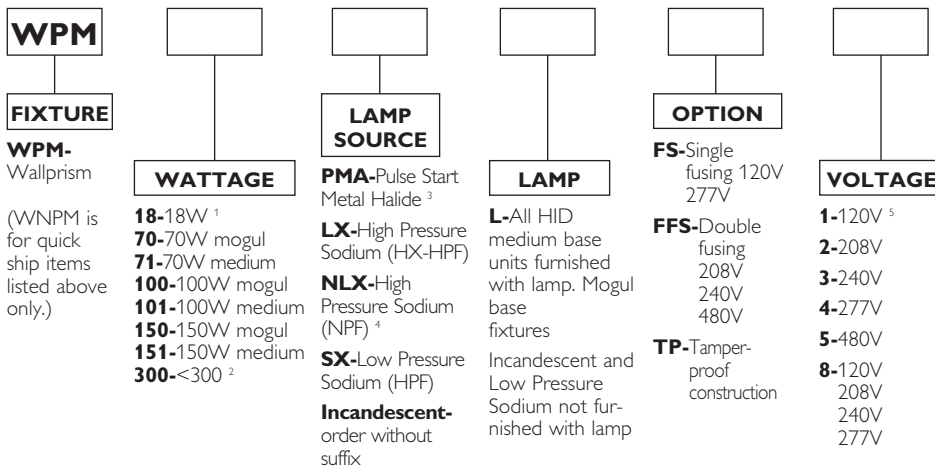 WPM
FIXTURE
WPM-
Wallprism
(WNPM is
for quick
ship items
listed above
only.)
WATTAGE
18-18W 1
70-70W mogul
71-70W medium
100-100W mogul
101-100W medium
150-150W mogul
151-150W medium
300-<300 2
LAMP
SOURCE
PMA-Pulse Start
Metal Halide 3
LX-High Pressure
Sodium (HX-HPF)
NLX-High
Pressure Sodium
(NPF) 4
SX-Low Pressure
Sodium (HPF)
Incandescent-
order without
suffix
LAMP
L-All HID
medium base
units furnished
with lamp. Mogul
base
fixtures
Incandescent and
Low Pressure
Sodium not fur-
nished with lamp
OPTION
FS-Single
fusing 120V
277V
FFS-Double
fusing
208V
240V
480V
TP-Tamper-
proof
construction
VOLTAGE
1-120V 5
2-208V
3-240V
4-277V
5-480V
8-120V
208V
240V
277V